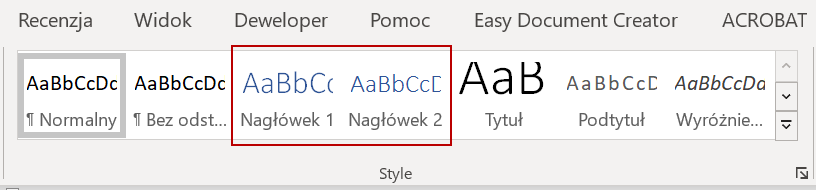 Recenzja Widok Deweloper Pomoc Easy Document Creator ACROBAT
AaBbCcDc AaBbCcDc AaBbCc AaBbCcD AaB AaBbCcD AaBbCcDa
¶ Normalny ¶ Bez odst... Nagłówek 1 Nagłówek 2 Tytuł Podtytuł Wyróżnie...
Style